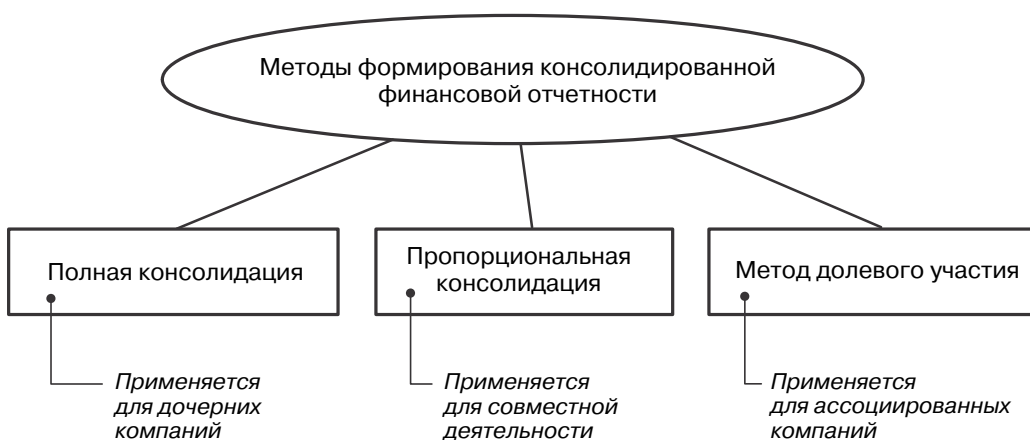 Методы формирования консолидированной
финансовой отчетности
Полная консолидация
Пропорциональная
консолидация
Метод долевого участия
Применяется
для дочерних
компаний
Применяется
для совместной
деятельности
Применяется
для ассоциированных
компаний